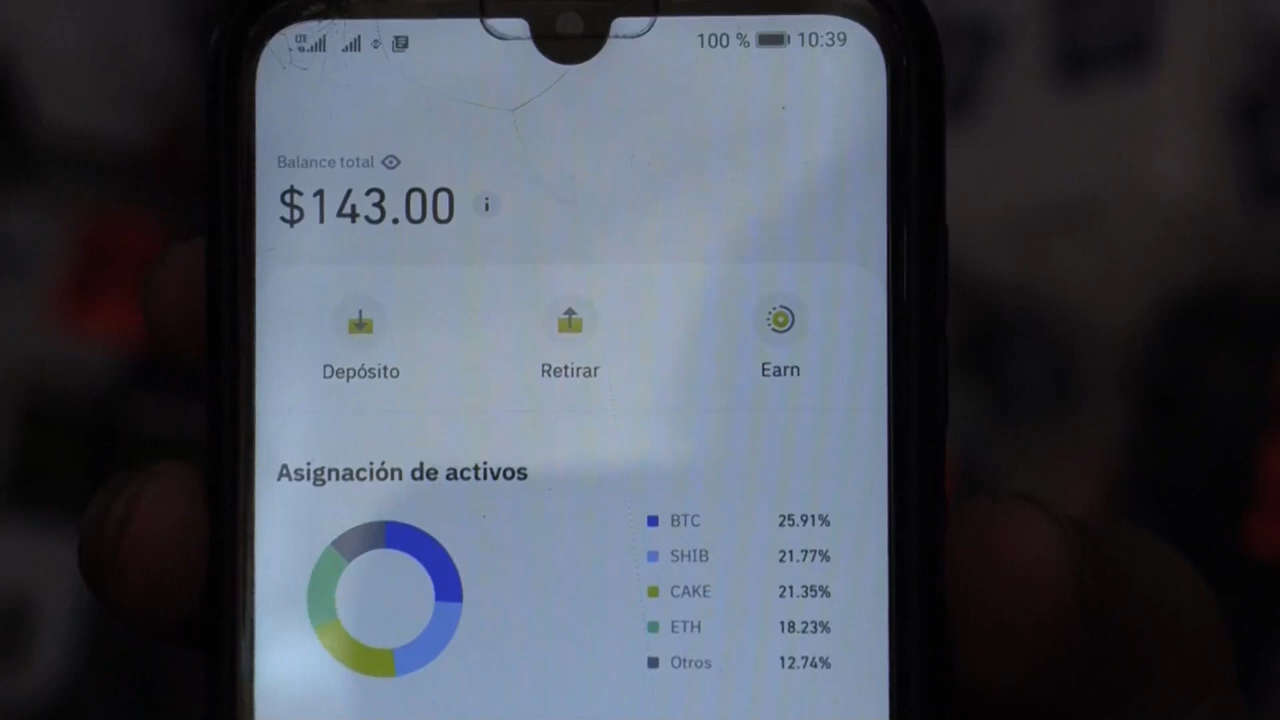 LTE 100 % 10:39
Balance total
$143.00 i
Depósito Retirar Earn
Asignación de activos
BTC 25.91%
SHIB 21.77%
CAKE 21.35%
ETH 18.23%
Otros 12.74%